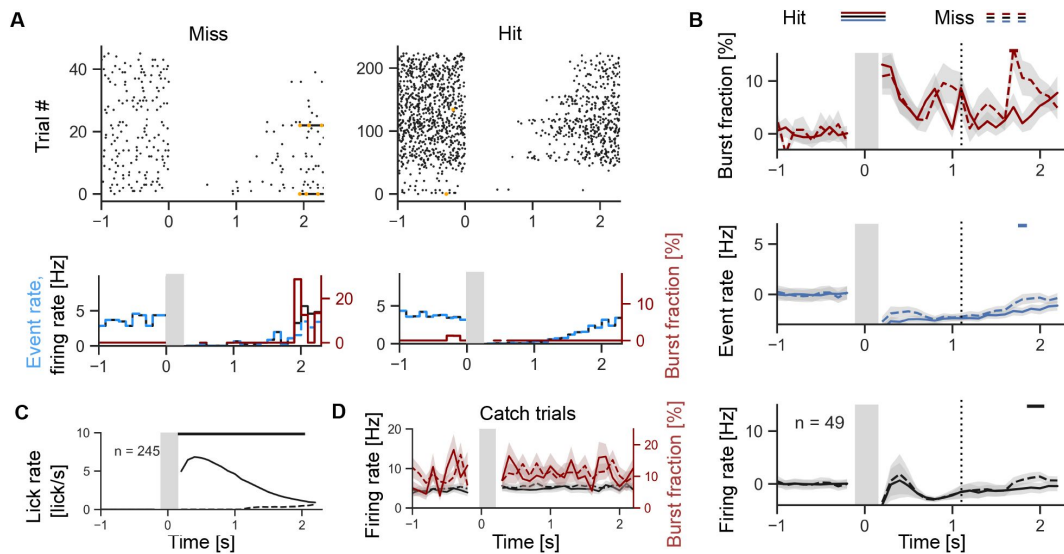 A
Miss
Hit
Trial #
40
20
0
−1
0
1
2
200
100
0
−1
0
1
2
Event rate,
firing rate [Hz]
5
0
−1
0
1
2
20
10
0
5
0
−1
0
1
2
10
0
Burst fraction [%]
B
Hit
Miss
Burst fraction [%]
10
0
−1
0
1
2
Event rate [Hz]
5
0
−1
0
1
2
Firing rate [Hz]
n = 49
10
5
0
−1
0
1
2
Time [s]
C
Lick rate
[lick/s]
10
5
0
n = 245
−1
0
1
2
Time [s]
D
Catch trials
Firing rate [Hz]
20
10
0
−1
0
1
2
Time [s]
20
10
0
Burst fraction [%]